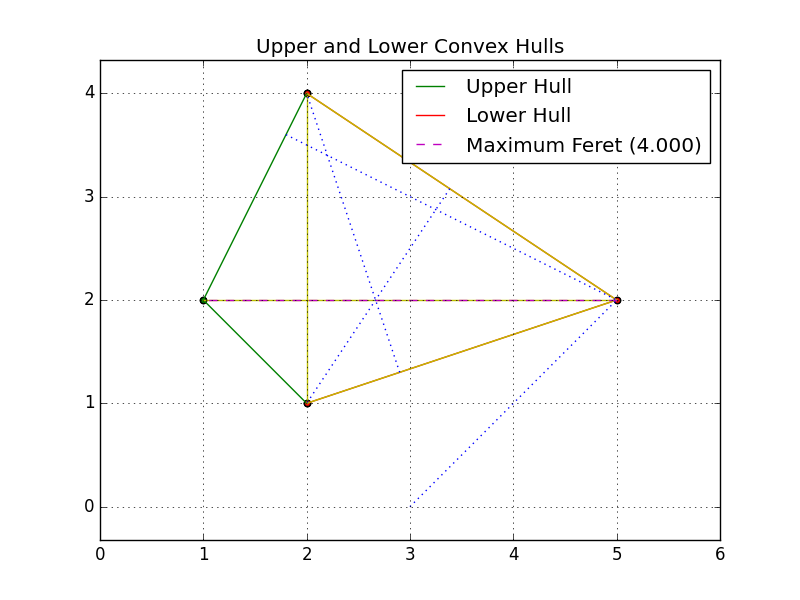 Upper and Lower Convex Hulls
Upper Hull
Lower Hull
Maximum Feret (4.000)
4
3
2
1
0
0 1 2 3 4 5 6